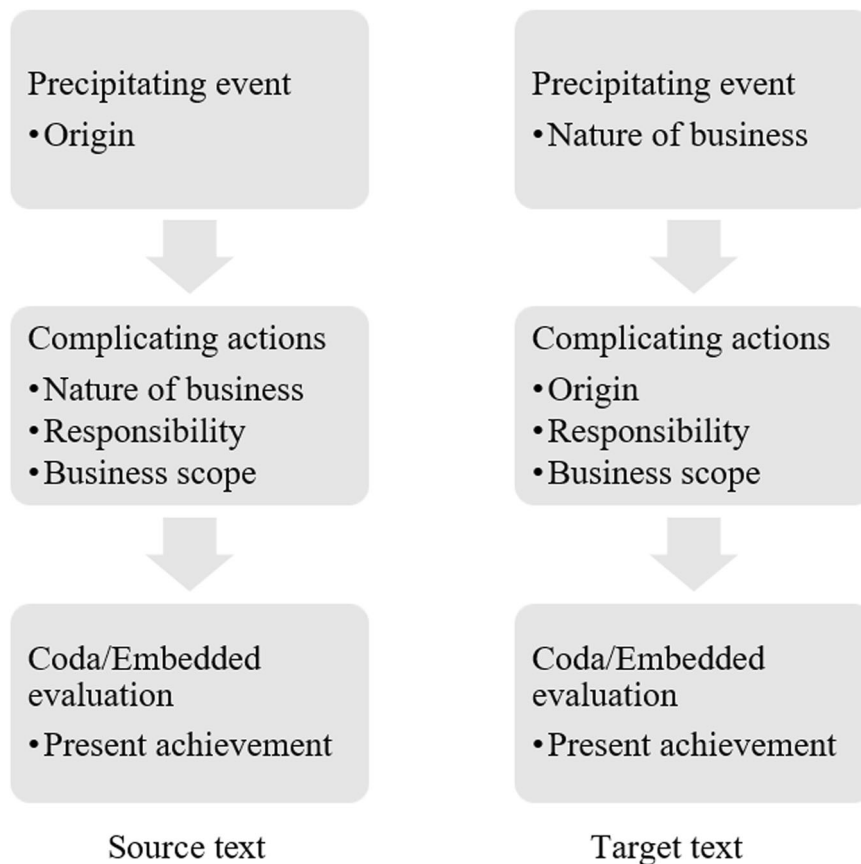 Precipitating event
•Origin
Complicating actions
•Nature of business
•Responsibility
•Business scope
Coda/Embedded
evaluation
•Present achievement
Source text
Precipitating event
•Nature of business
Complicating actions
•Origin
•Responsibility
•Business scope
Coda/Embedded
evaluation
•Present achievement
Target text